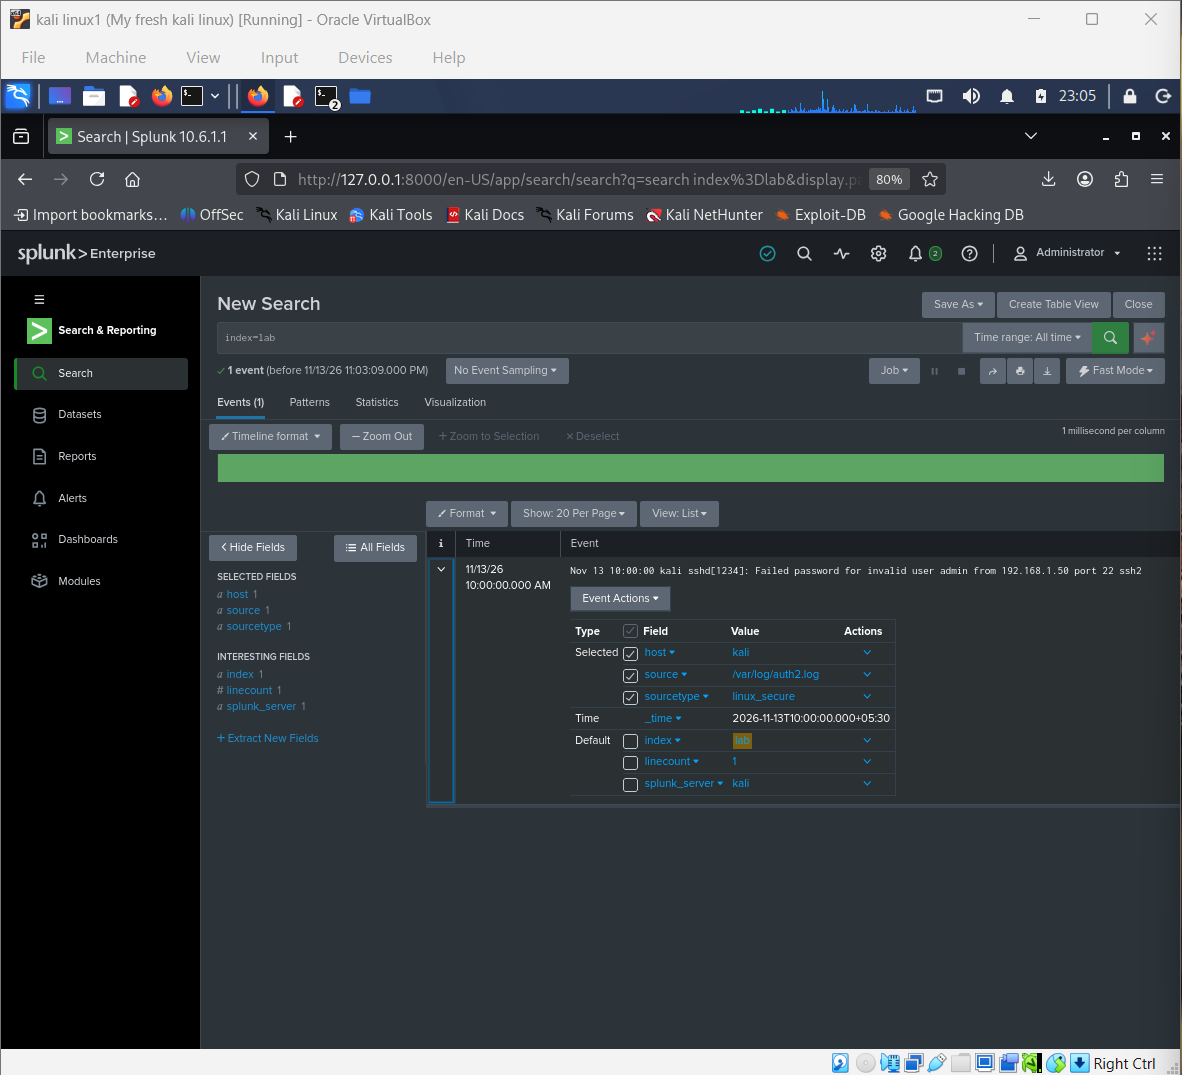 kali linux1 (My fresh kali linux) [Running] - Oracle VirtualBox
File Machine View Input Devices Help
2 23:05
Search | Splunk 10.6.1.1
http://127.0.0.1:8000/en-US/app/search/search?q=search index%3Dlab&display.pa 80%
Import bookmarks... OffSec Kali Linux Kali Tools Kali Docs Kali Forums Kali NetHunter Exploit-DB Google Hacking DB
splunk>Enterprise 2 Administrator
Search & Reporting
Search
Datasets
Reports
Alerts
Dashboards
Modules
New Search Save As Create Table View Close
index=lab Time range: All time
1 event (before 11/13/26 11:03:09.000 PM) No Event Sampling Job Fast Mode
Events (1) Patterns Statistics Visualization
Timeline format — Zoom Out + Zoom to Selection × Deselect 1 millisecond per column
Format Show: 20 Per Page View: List
< Hide Fields All Fields
SELECTED FIELDS
a host 1
a source 1
a sourcetype 1
INTERESTING FIELDS
a index 1
# linecount 1
a splunk_server 1
+ Extract New Fields
i Time Event
11/13/26
10:00:00.000 AM
Nov 13 10:00:00 kali sshd[1234]: Failed password for invalid user admin from 192.168.1.50 port 22 ssh2
Event Actions
Type Field Value Actions
Selected host kali
source /var/log/auth2.log
sourcetype linux_secure
Time _time 2026-11-13T10:00:00.000+05:30
Default index lab
linecount 1
splunk_server kali
Right Ctrl